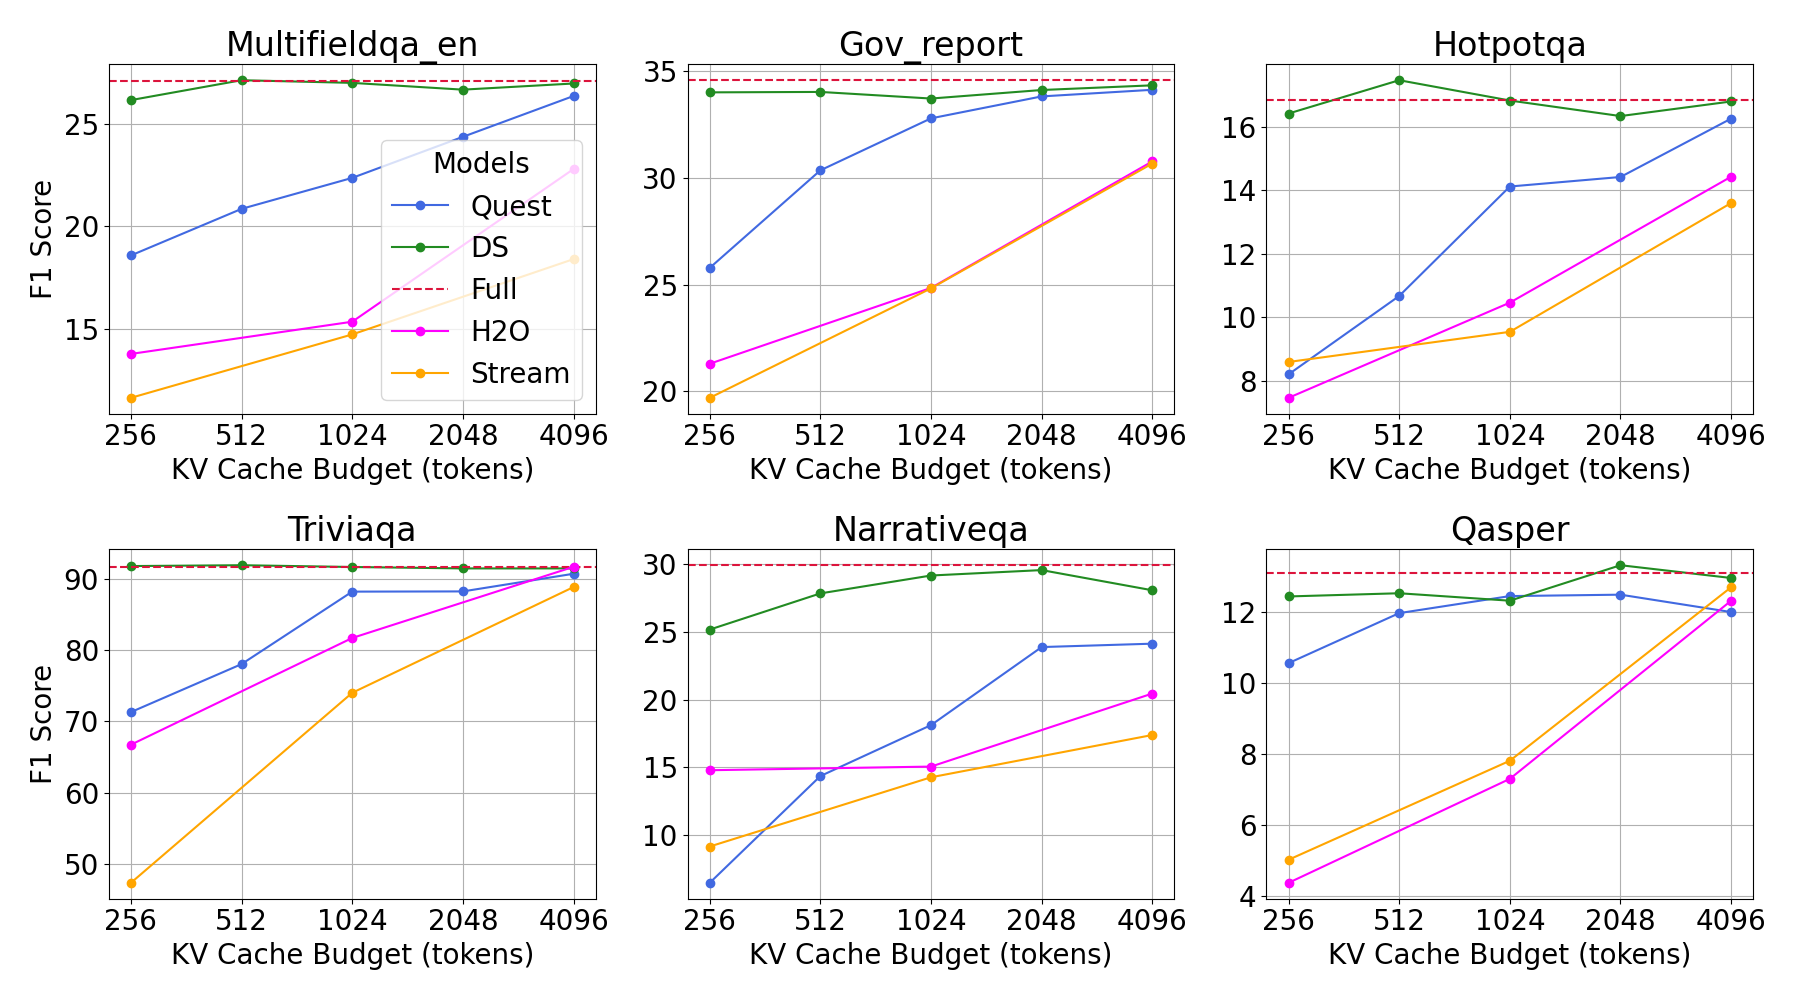 Multifieldqa_en
F1 Score
25
20
15
256 512 1024 2048 4096
KV Cache Budget (tokens)
Models
Quest
DS
Full
H2O
Stream
Gov_report
35
30
25
20
256 512 1024 2048 4096
KV Cache Budget (tokens)
Hotpotqa
16
14
12
10
8
256 512 1024 2048 4096
KV Cache Budget (tokens)
Triviaqa
F1 Score
90
80
70
60
50
256 512 1024 2048 4096
KV Cache Budget (tokens)
Narrativeqa
30
25
20
15
10
256 512 1024 2048 4096
KV Cache Budget (tokens)
Qasper
12
10
8
6
4
256 512 1024 2048 4096
KV Cache Budget (tokens)